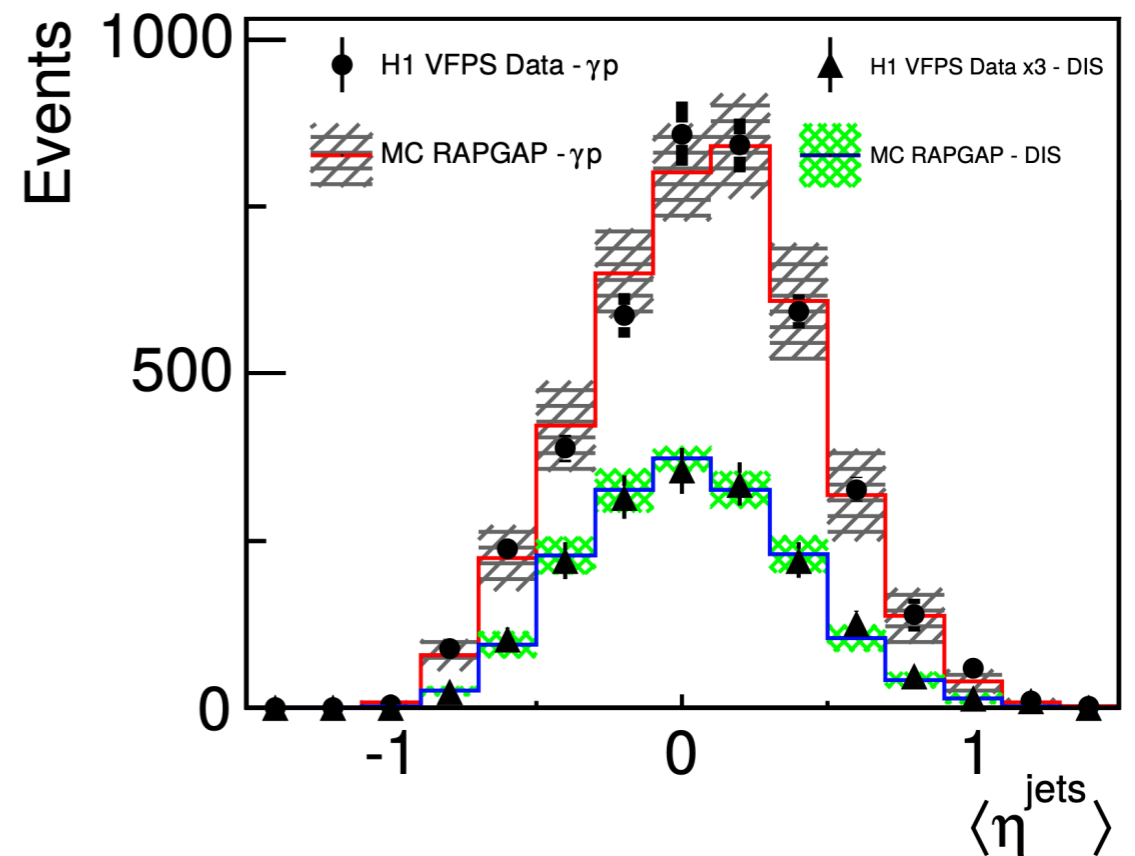 Events
1000
500
0
H1 VFPS Data - γp
MC RAPGAP - γp
H1 VFPS Data x3 - DIS
MC RAPGAP - DIS
-1 0 1
⟨η^jets⟩